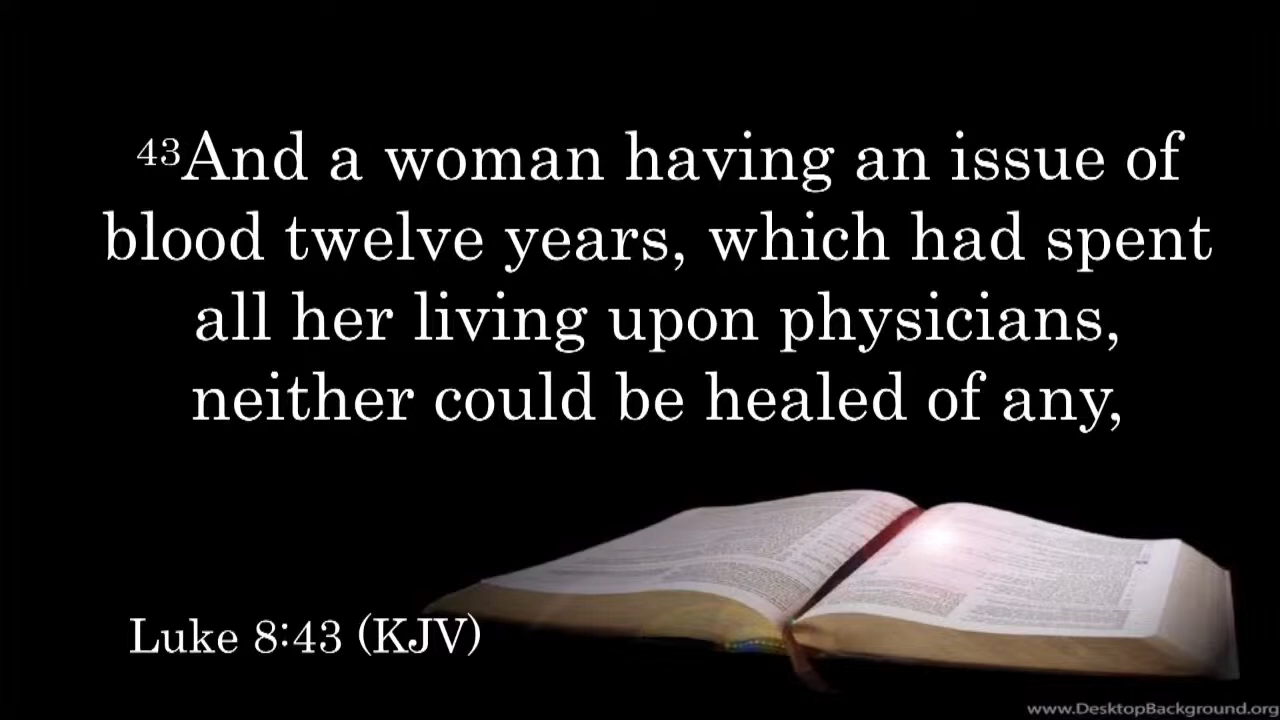 ⁴³And a woman having an issue of
blood twelve years, which had spent
all her living upon physicians,
neither could be healed of any,
Luke 8:43 (KJV)
www.DesktopBackground.org